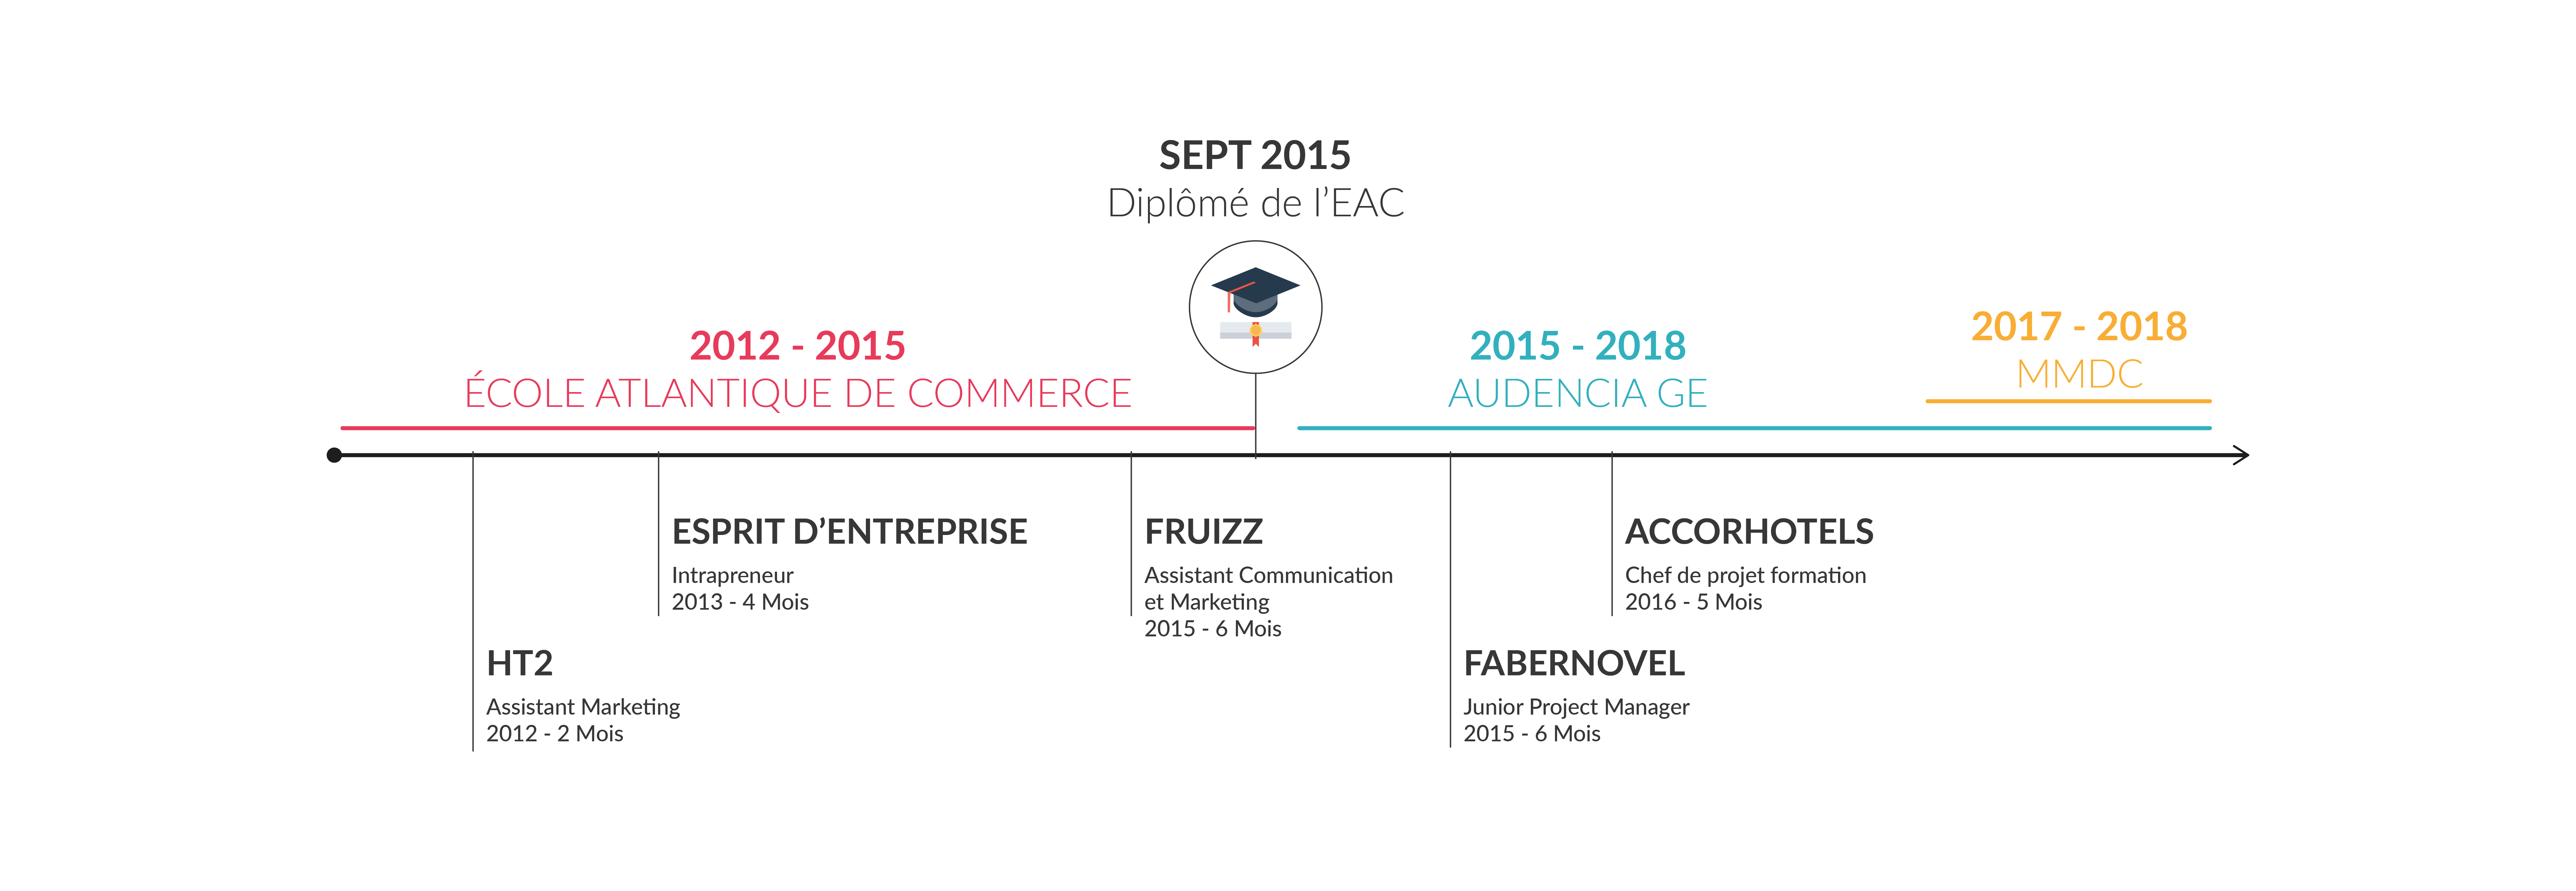 SEPT 2015
Diplômé de l’EAC
2012 - 2015
ÉCOLE ATLANTIQUE DE COMMERCE
2015 - 2018
AUDENCIA GE
2017 - 2018
MMDC
HT2
Assistant Marketing
2012 - 2 Mois
ESPRIT D’ENTREPRISE
Intrapreneur
2013 - 4 Mois
FRUIZZ
Assistant Communication
et Marketing
2015 - 6 Mois
FABERNOVEL
Junior Project Manager
2015 - 6 Mois
ACCORHOTELS
Chef de projet formation
2016 - 5 Mois